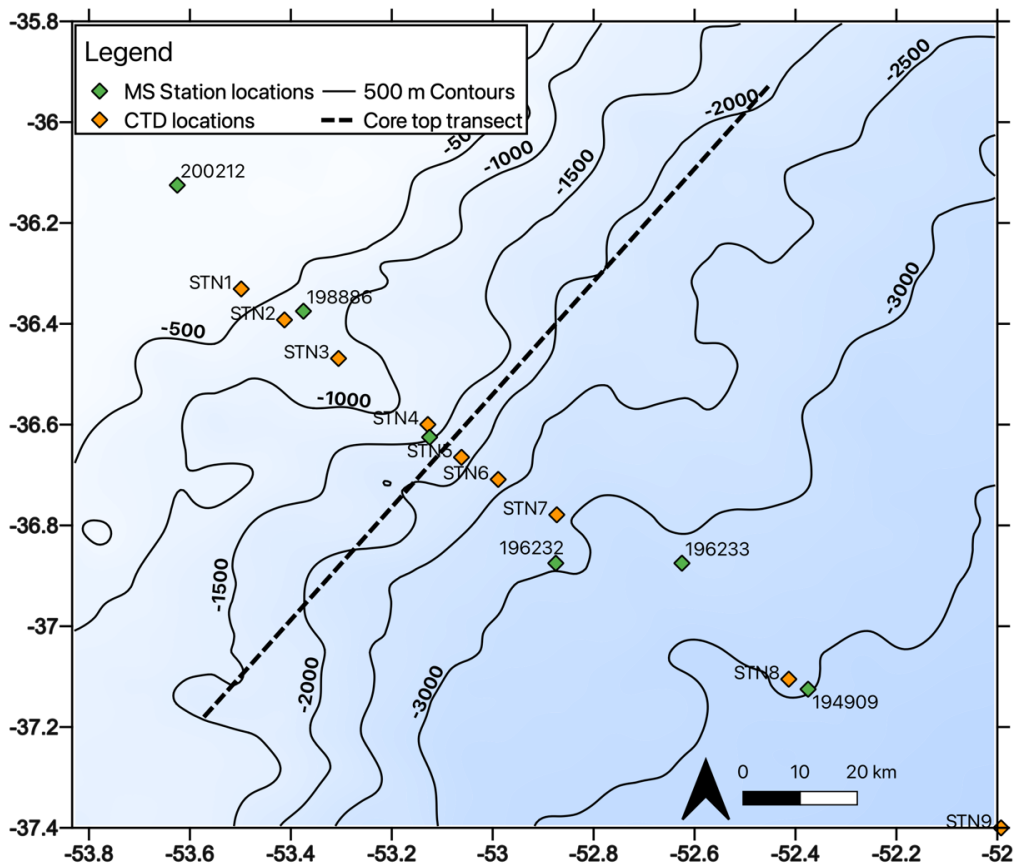 -35.8
Legend
MS Station locations
500 m Contours
CTD locations
Core top transect
-2500
-2000
-36
-1000
-1500
200212
-36.2
-3000
STN1
198886
STN2
-500
-36.4
STN3
-1000
STN4
-36.6
STN5
STN6
STN7
-36.8
196232
196233
-1500
-37
-2000
-3000
STN8
194909
-37.2
0 10 20 km
STN9
-37.4
-53.8 -53.6 -53.4 -53.2 -53 -52.8 -52.6 -52.4 -52.2 -52